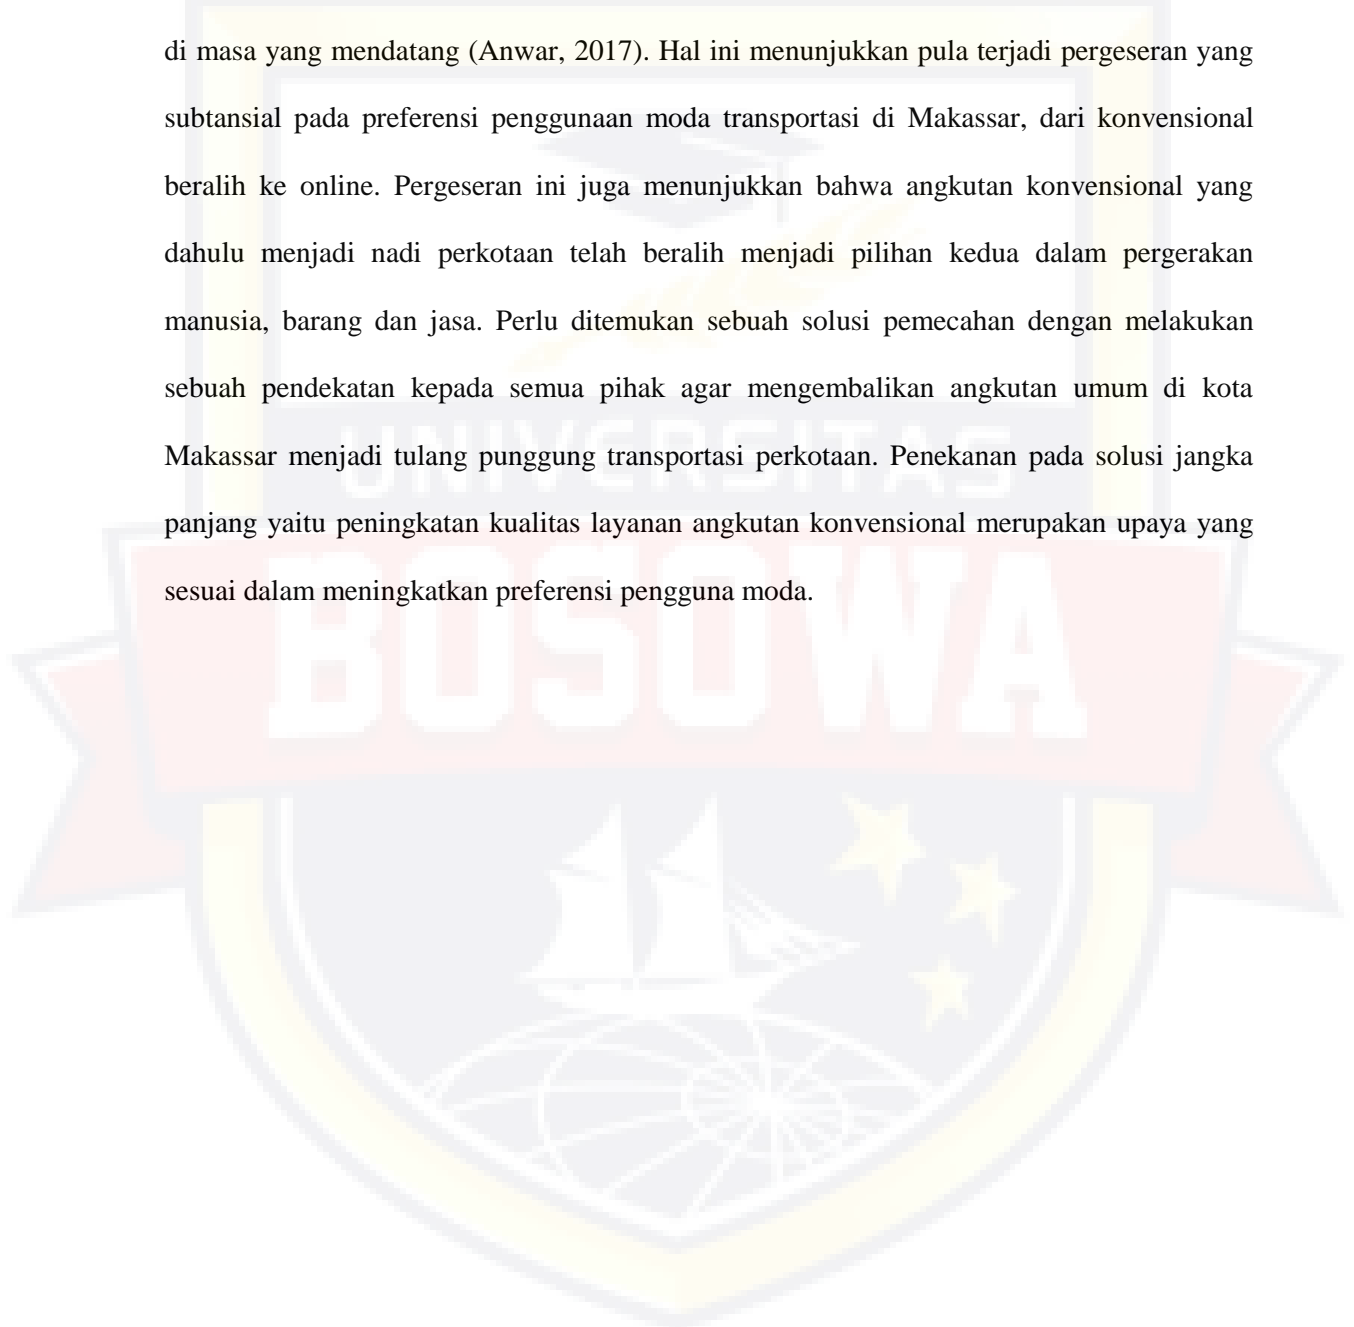 di masa yang mendatang (Anwar, 2017). Hal ini menunjukkan pula terjadi pergeseran yang
subtansial pada preferensi penggunaan moda transportasi di Makassar, dari konvensional
beralih ke online. Pergeseran ini juga menunjukkan bahwa angkutan konvensional yang
dahulu menjadi nadi perkotaan telah beralih menjadi pilihan kedua dalam pergerakan
manusia, barang dan jasa. Perlu ditemukan sebuah solusi pemecahan dengan melakukan
sebuah pendekatan kepada semua pihak agar mengembalikan angkutan umum di kota
UNIVERSITAS
Makassar menjadi tulang punggung transportasi perkotaan. Penekanan pada solusi jangka
panjang yaitu peningkatan kualitas layanan angkutan konvensional merupakan upaya yang
sesuai dalam meningkatkan preferensi pengguna moda.
BOSOWA